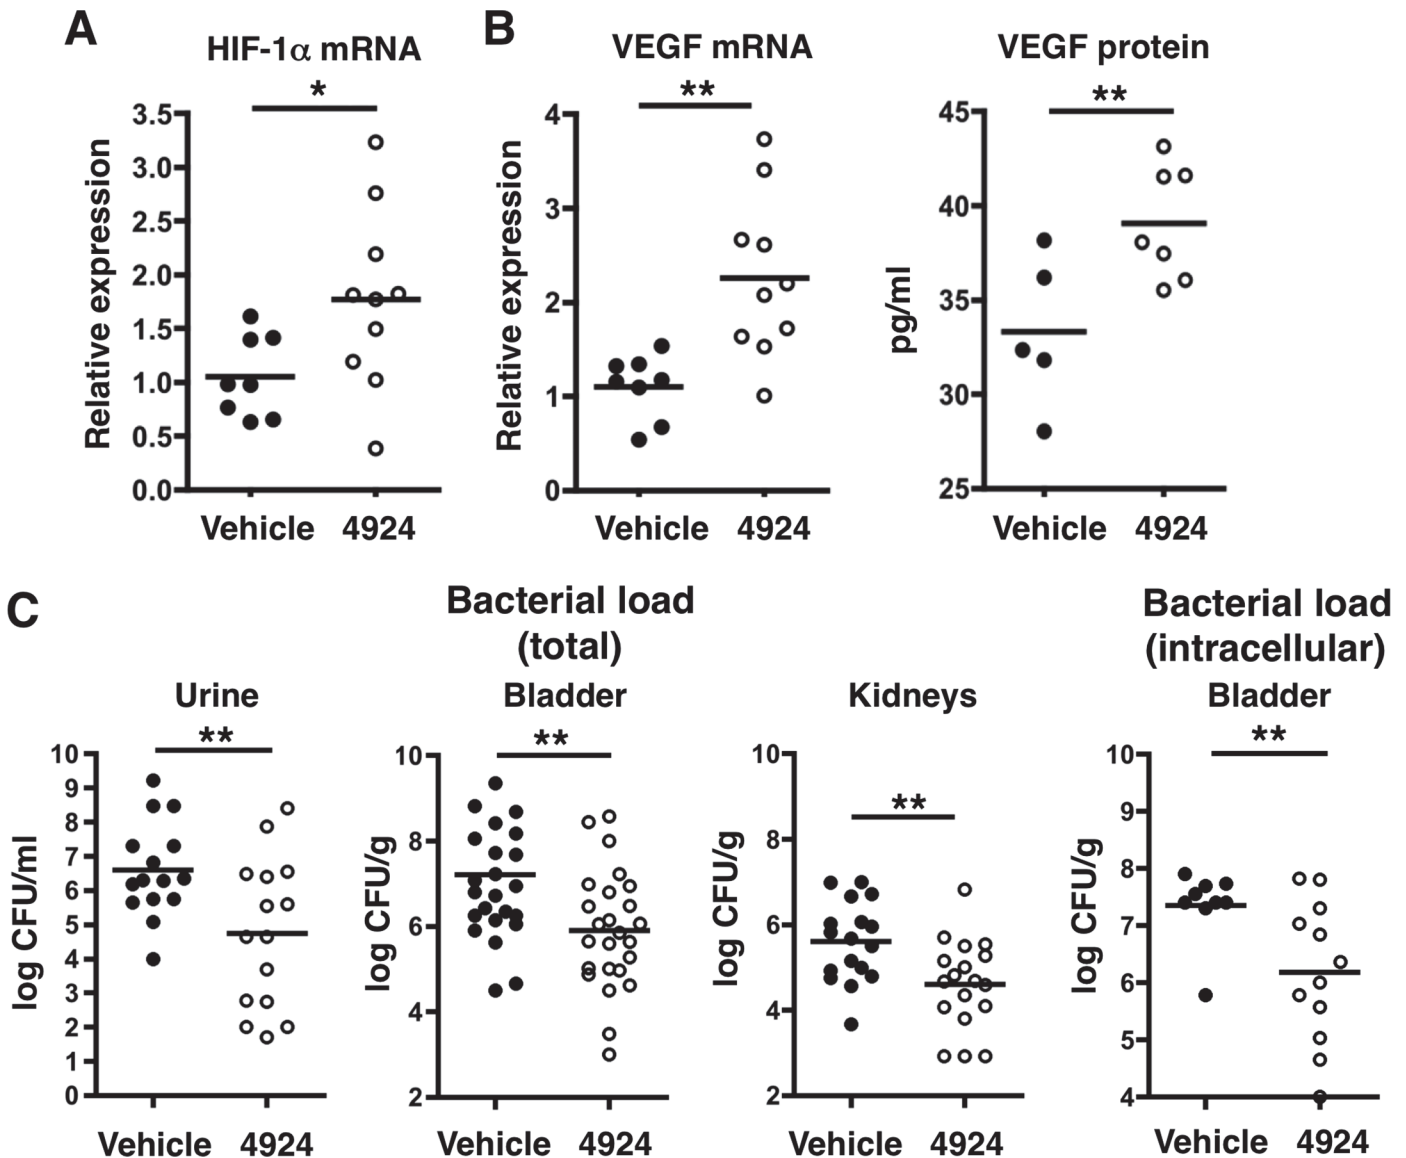 A
HIF-1α mRNA
*
Relative expression
3.5
3.0
2.5
2.0
1.5
1.0
0.5
0.0
Vehicle 4924
B
VEGF mRNA
**
Relative expression
4
3
2
1
0
Vehicle 4924
VEGF protein
**
pg/ml
45
40
35
30
25
Vehicle 4924
C
Bacterial load
(total)
Bacterial load
(intracellular)
Urine
**
log CFU/ml
10
9
8
7
6
5
4
3
2
1
0
Vehicle 4924
Bladder
**
log CFU/g
10
8
6
4
2
Vehicle 4924
Kidneys
**
log CFU/g
10
8
6
4
2
Vehicle 4924
Bladder
**
log CFU/g
10
9
8
7
6
5
4
Vehicle 4924